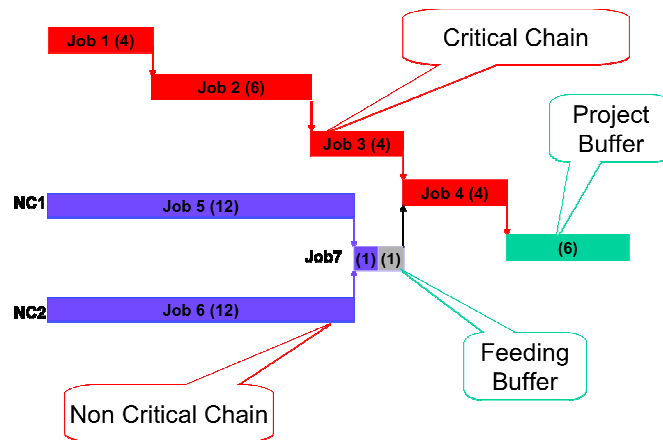 Job 1 (4)
Critical Chain
Job 2 (6)
Project
Buffer
Job 3 (4)
Job 4 (4)
NC1
Job 5 (12)
(6)
Job7
(1)
(1)
NC2
Job 6 (12)
Feeding
Buffer
Non Critical Chain